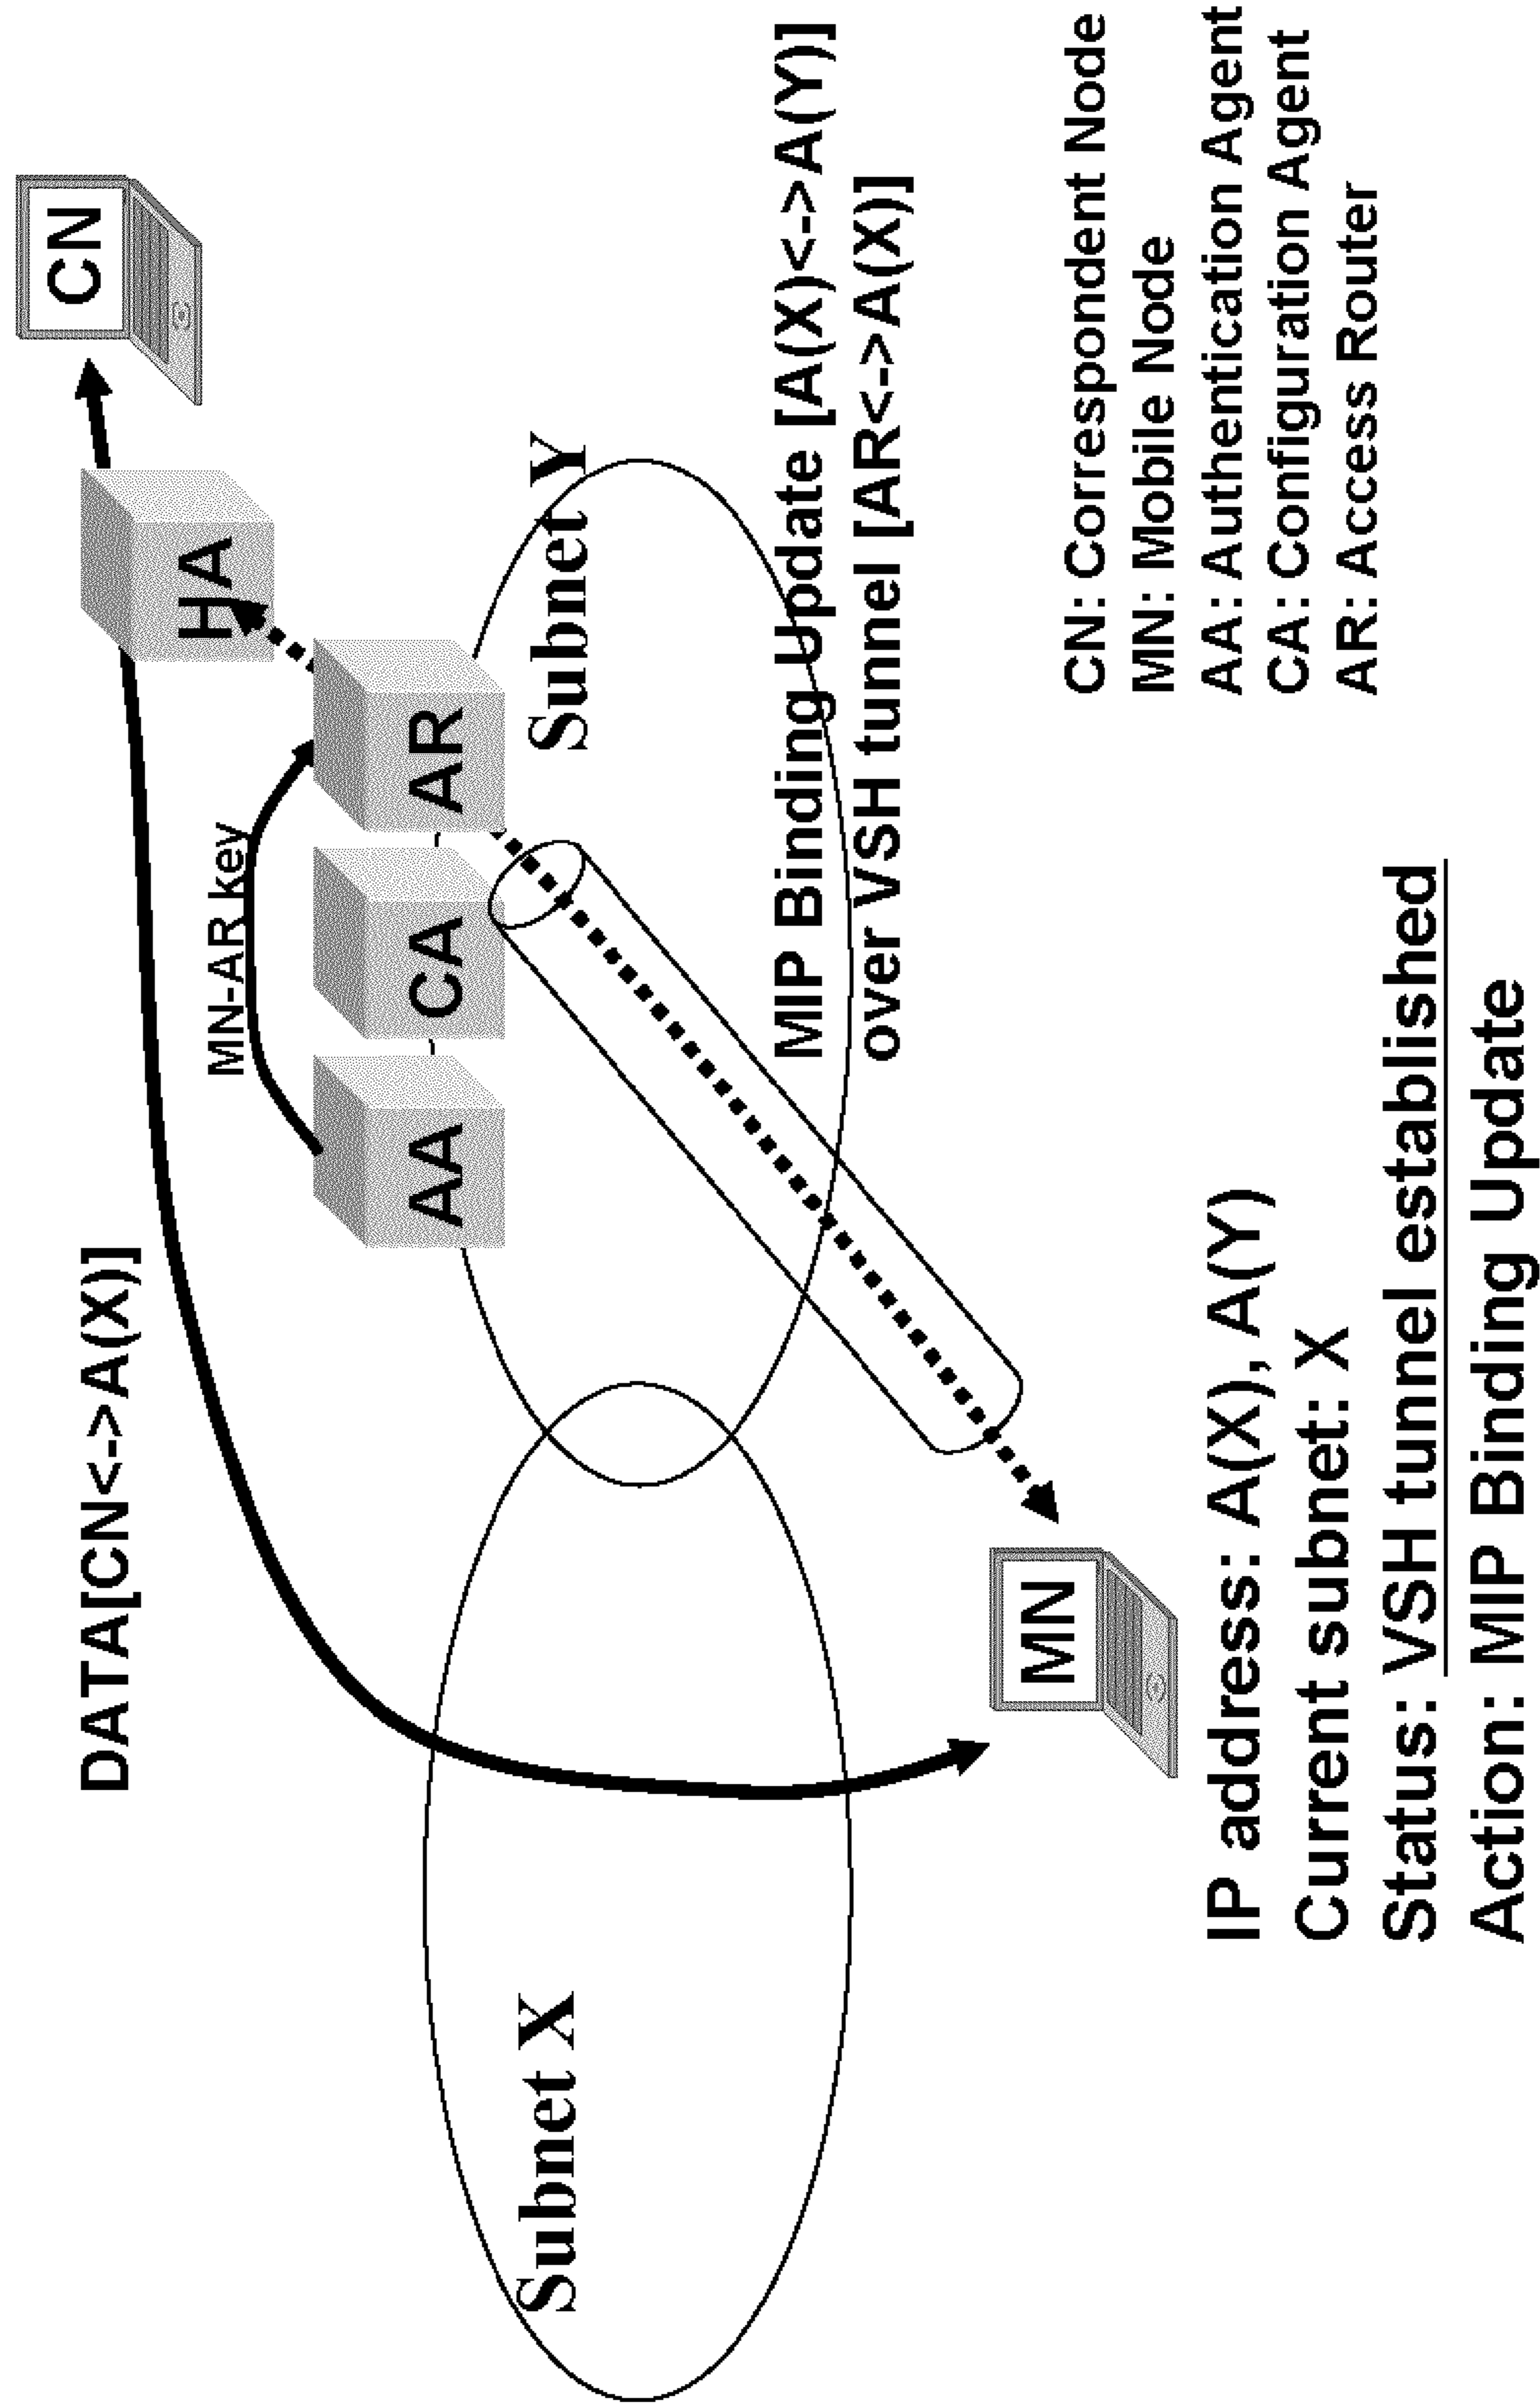 DATA[CN<->A(X)]
CN
HA
MN-AR key
AA
CA
AR
Subnet X
Subnet Y
MIP Binding Update [A(X)<->A(Y)]
over VSH tunnel [AR<->A(X)]
MN
IP address: A(X), A(Y)
Current subnet: X
Status: VSH tunnel established
Action: MIP Binding Update
CN: Correspondent Node
MN: Mobile Node
AA: Authentication Agent
CA: Configuration Agent
AR: Access Router